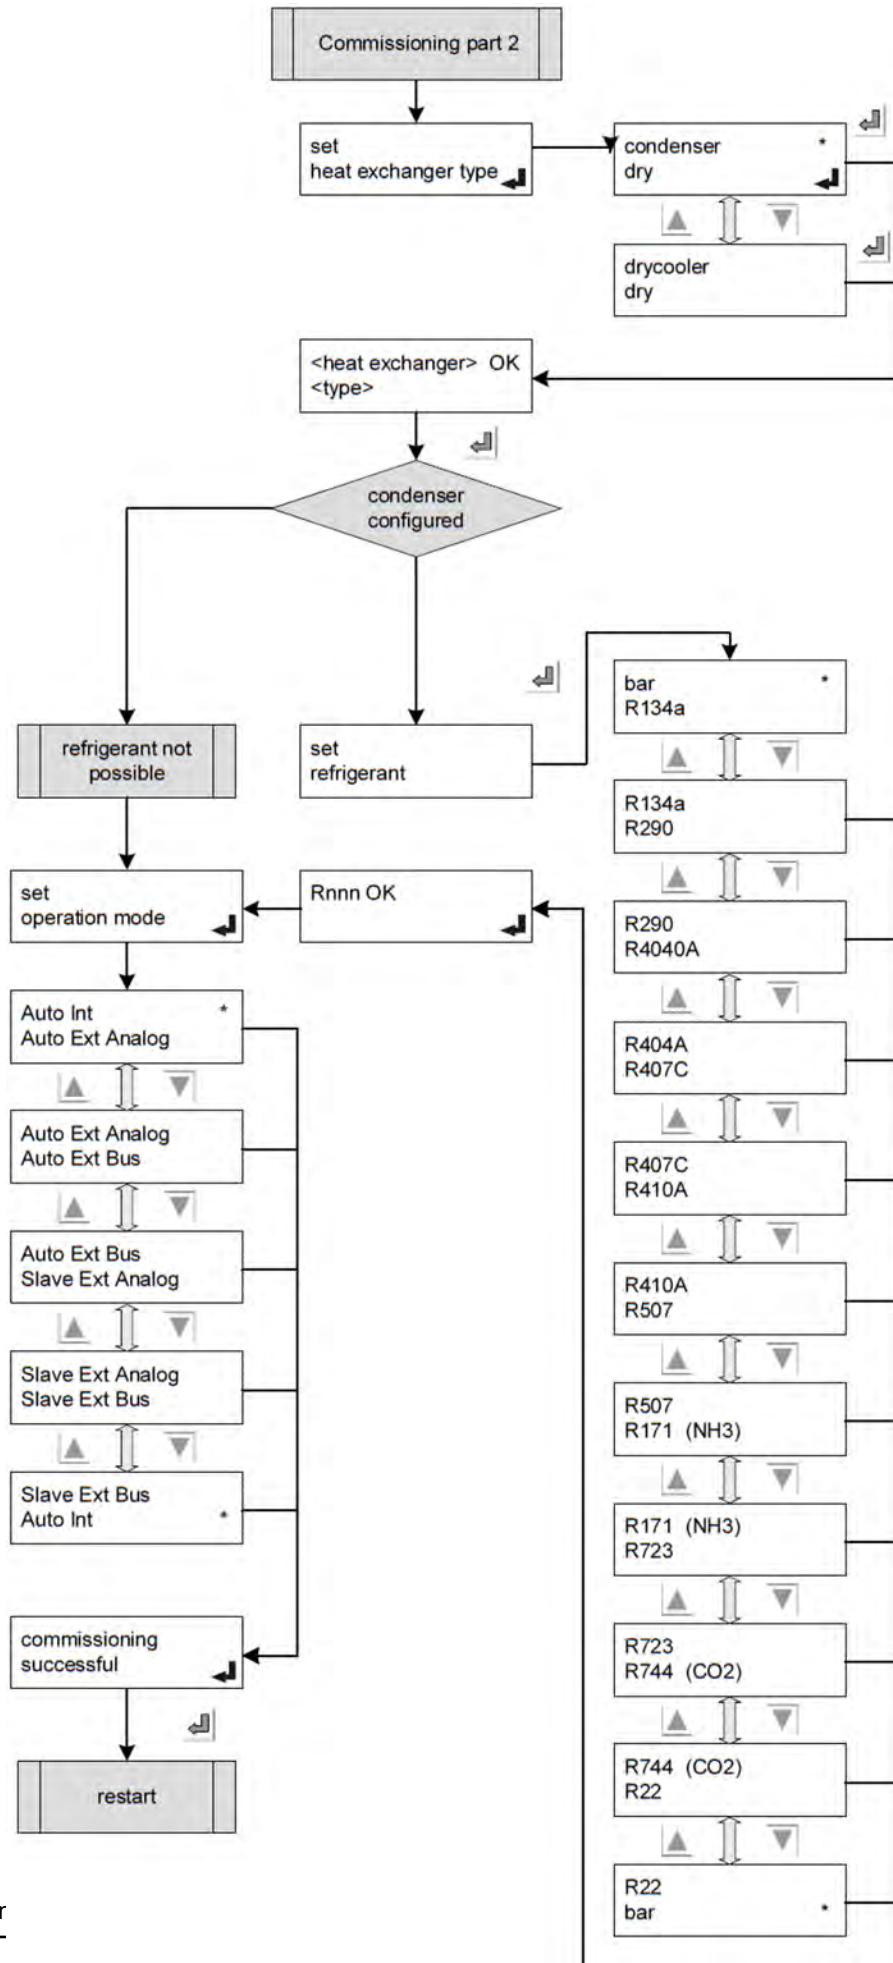 Commissioning part 2
set
heat exchanger type
condenser *
dry
drycooler
dry
<heat exchanger> OK
<type>
condenser
configured
refrigerant not
possible
set
refrigerant
bar *
R134a
R134a
R290
R290
R4040A
R404A
R407C
R407C
R410A
R410A
R507
R507
R171 (NH3)
R171 (NH3)
R723
R723
R744 (CO2)
R744 (CO2)
R22
R22
bar *
Rnnn OK
set
operation mode
Auto Int *
Auto Ext Analog
Auto Ext Analog
Auto Ext Bus
Auto Ext Bus
Slave Ext Analog
Slave Ext Analog
Slave Ext Bus
Slave Ext Bus
Auto Int *
commissioning
successful
restart
r